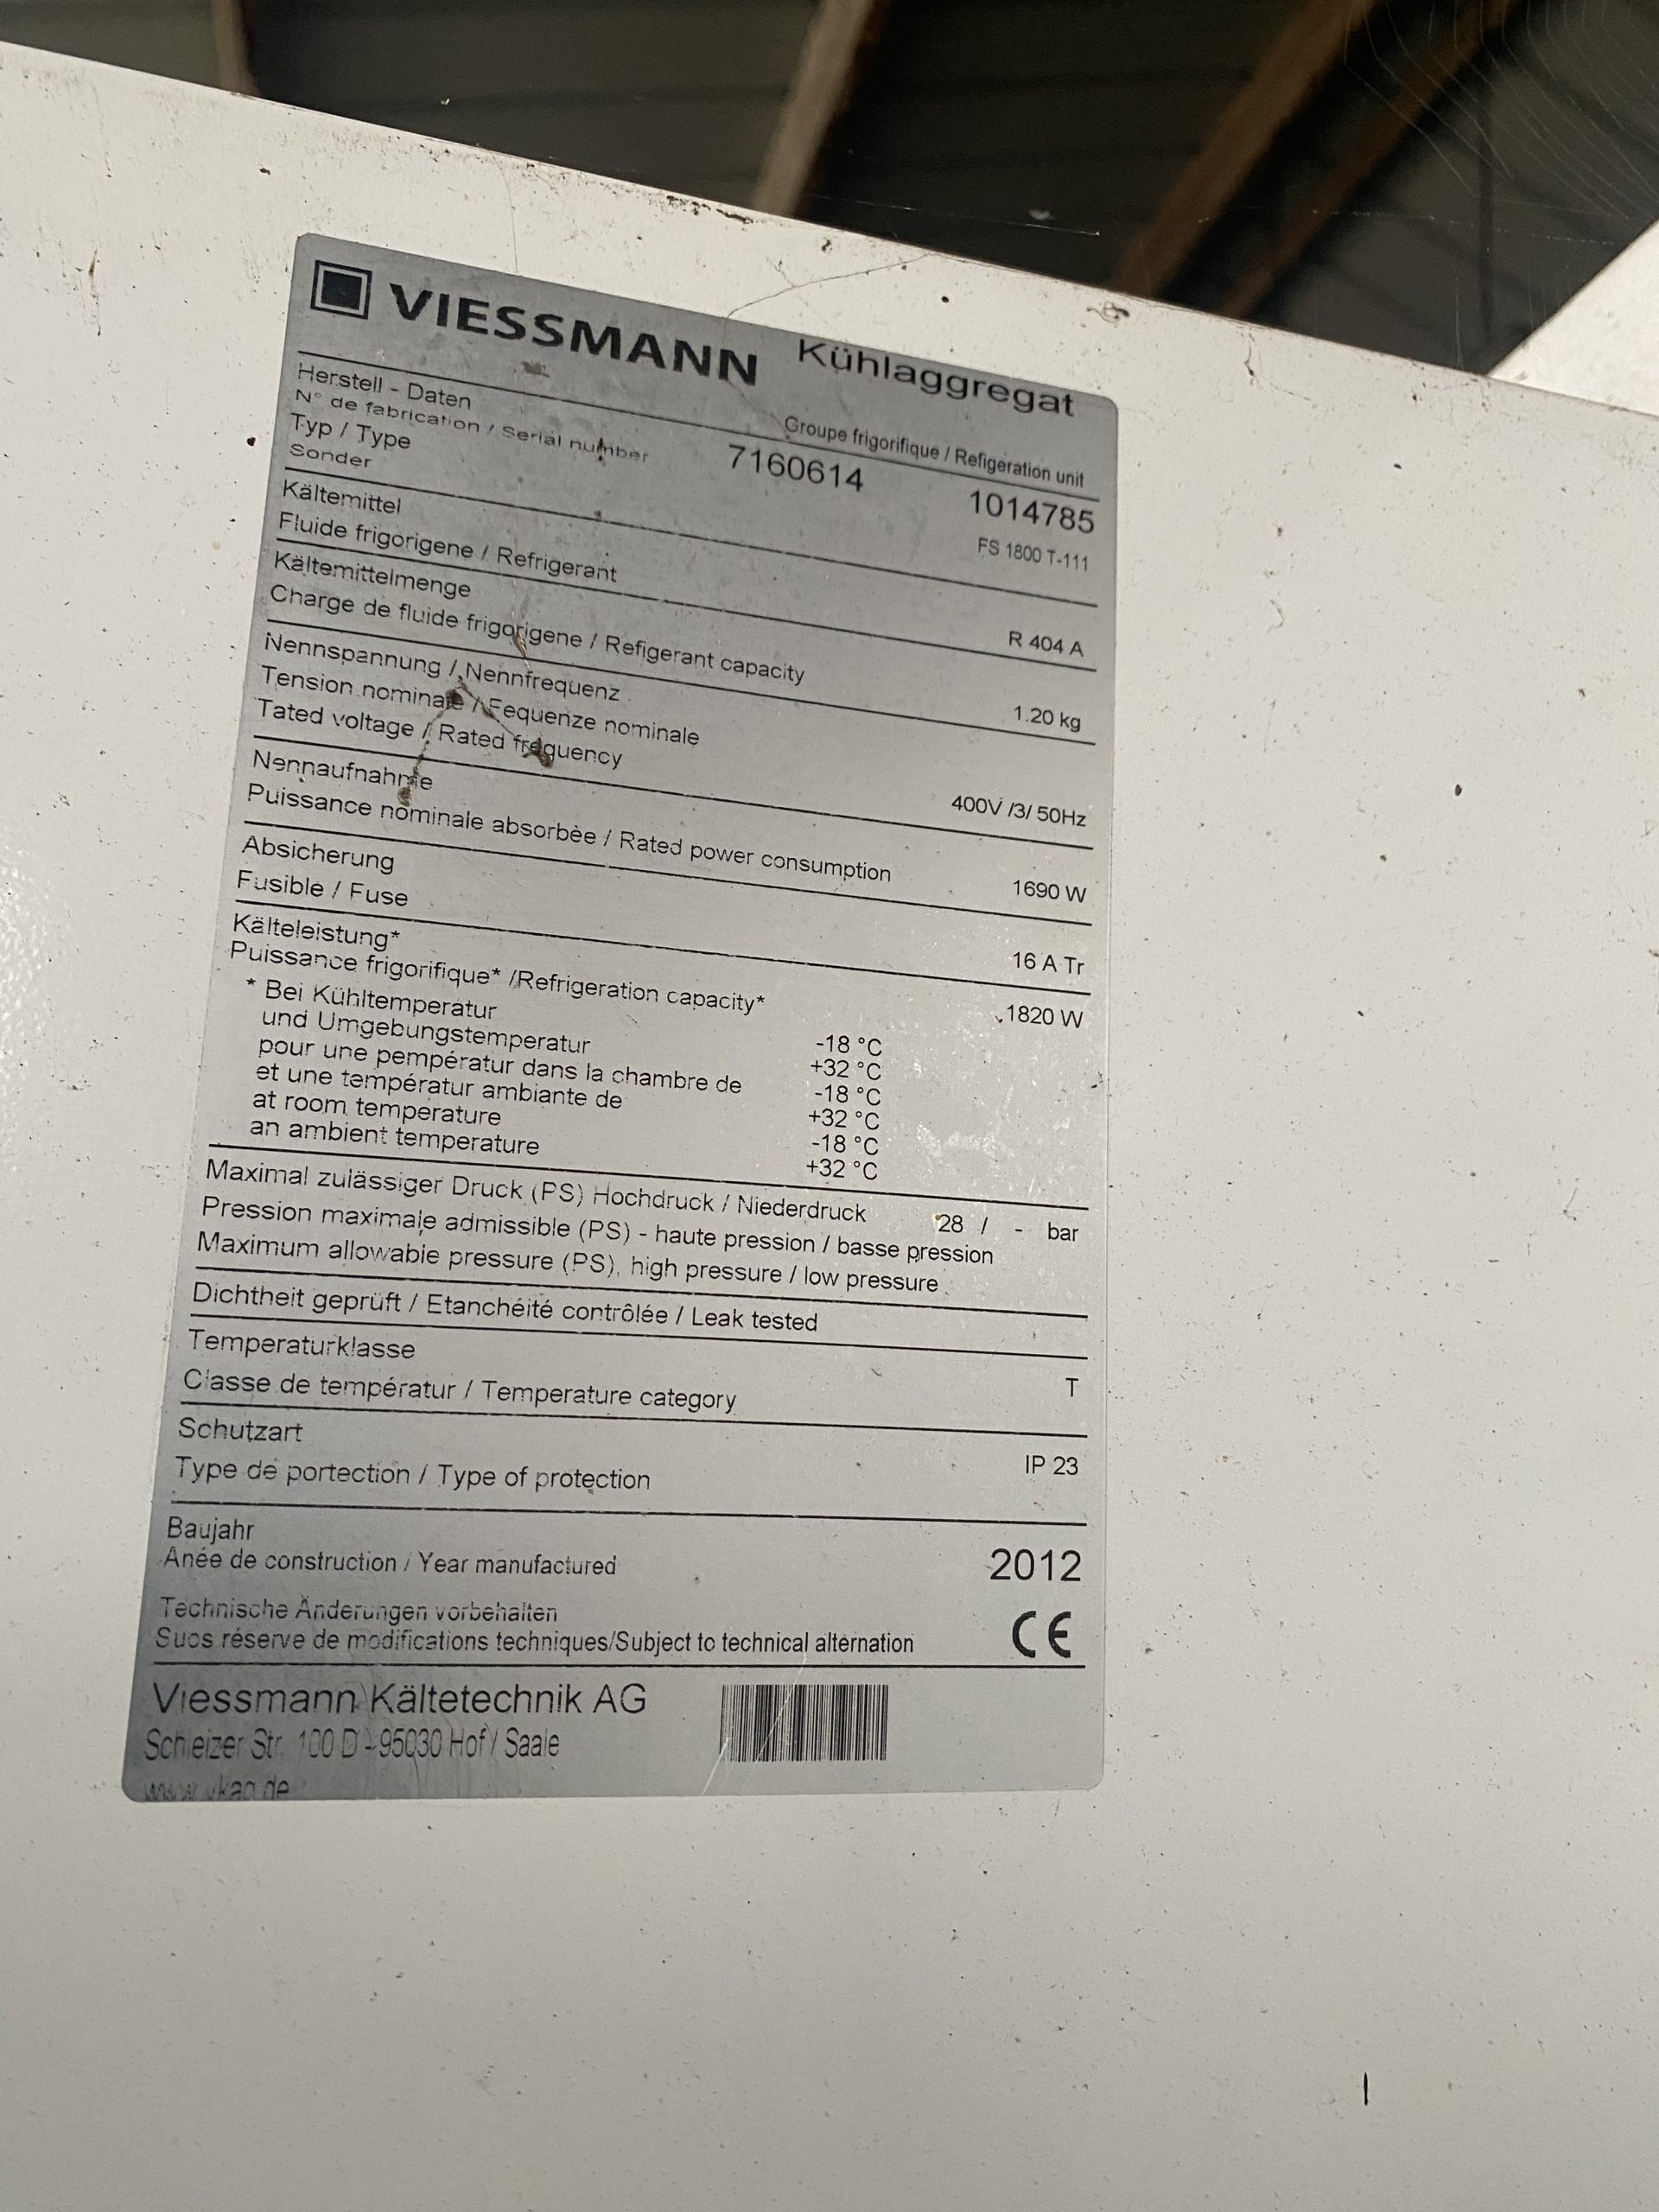 VIESSMANN Kühlaggregat
Groupe frigorifique / Refigeration unit
Herstell - Daten
N° de fabrication / Serial number 7160614 1014785
Typ / Type FS 1800 T-111
Sonder
Kältemittel
Fluide frigorigene / Refrigerant R 404 A
Kältemittelmenge
Charge de fluide frigorigene / Refigerant capacity 1.20 kg
Nennspannung / Nennfrequenz
Tension nominale / Fequenze nominale
Tated voltage / Rated frequency 400V /3/ 50Hz
Nennaufnahme
Puissance nominale absorbèe / Rated power consumption 1690 W
Absicherung
Fusible / Fuse 16 A Tr
Kälteleistung*
Puissance frigorifique* /Refrigeration capacity* 1820 W
* Bei Kühltemperatur -18 °C
und Umgebungstemperatur +32 °C
pour une pempératur dans la chambre de -18 °C
et une températur ambiante de +32 °C
at room temperature -18 °C
an ambient temperature +32 °C
Maximal zulässiger Druck (PS) Hochdruck / Niederdruck 28 / - bar
Pression maximale admissible (PS) - haute pression / basse pression
Maximum allowable pressure (PS), high pressure / low pressure
Dichtheit geprüft / Etanchéité contrôlée / Leak tested
Temperaturklasse
Classe de températur / Temperature category T
Schutzart
Type de portection / Type of protection IP 23
Baujahr
Anée de construction / Year manufactured 2012
Technische Änderungen vorbehalten
Suos réserve de modifications techniques/Subject to technical alternation CE
Viessmann Kältetechnik AG
Schleizer Str. 100 D - 95030 Hof / Saale
www.vkag.de